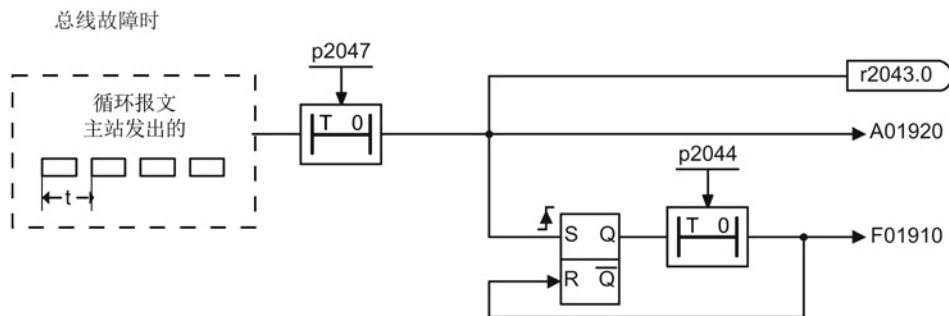 总线故障时
循环报文
主站发出的
t
p2047
T 0
r2043.0
A01920
p2044
T 0
S Q
R Q̅
F01910